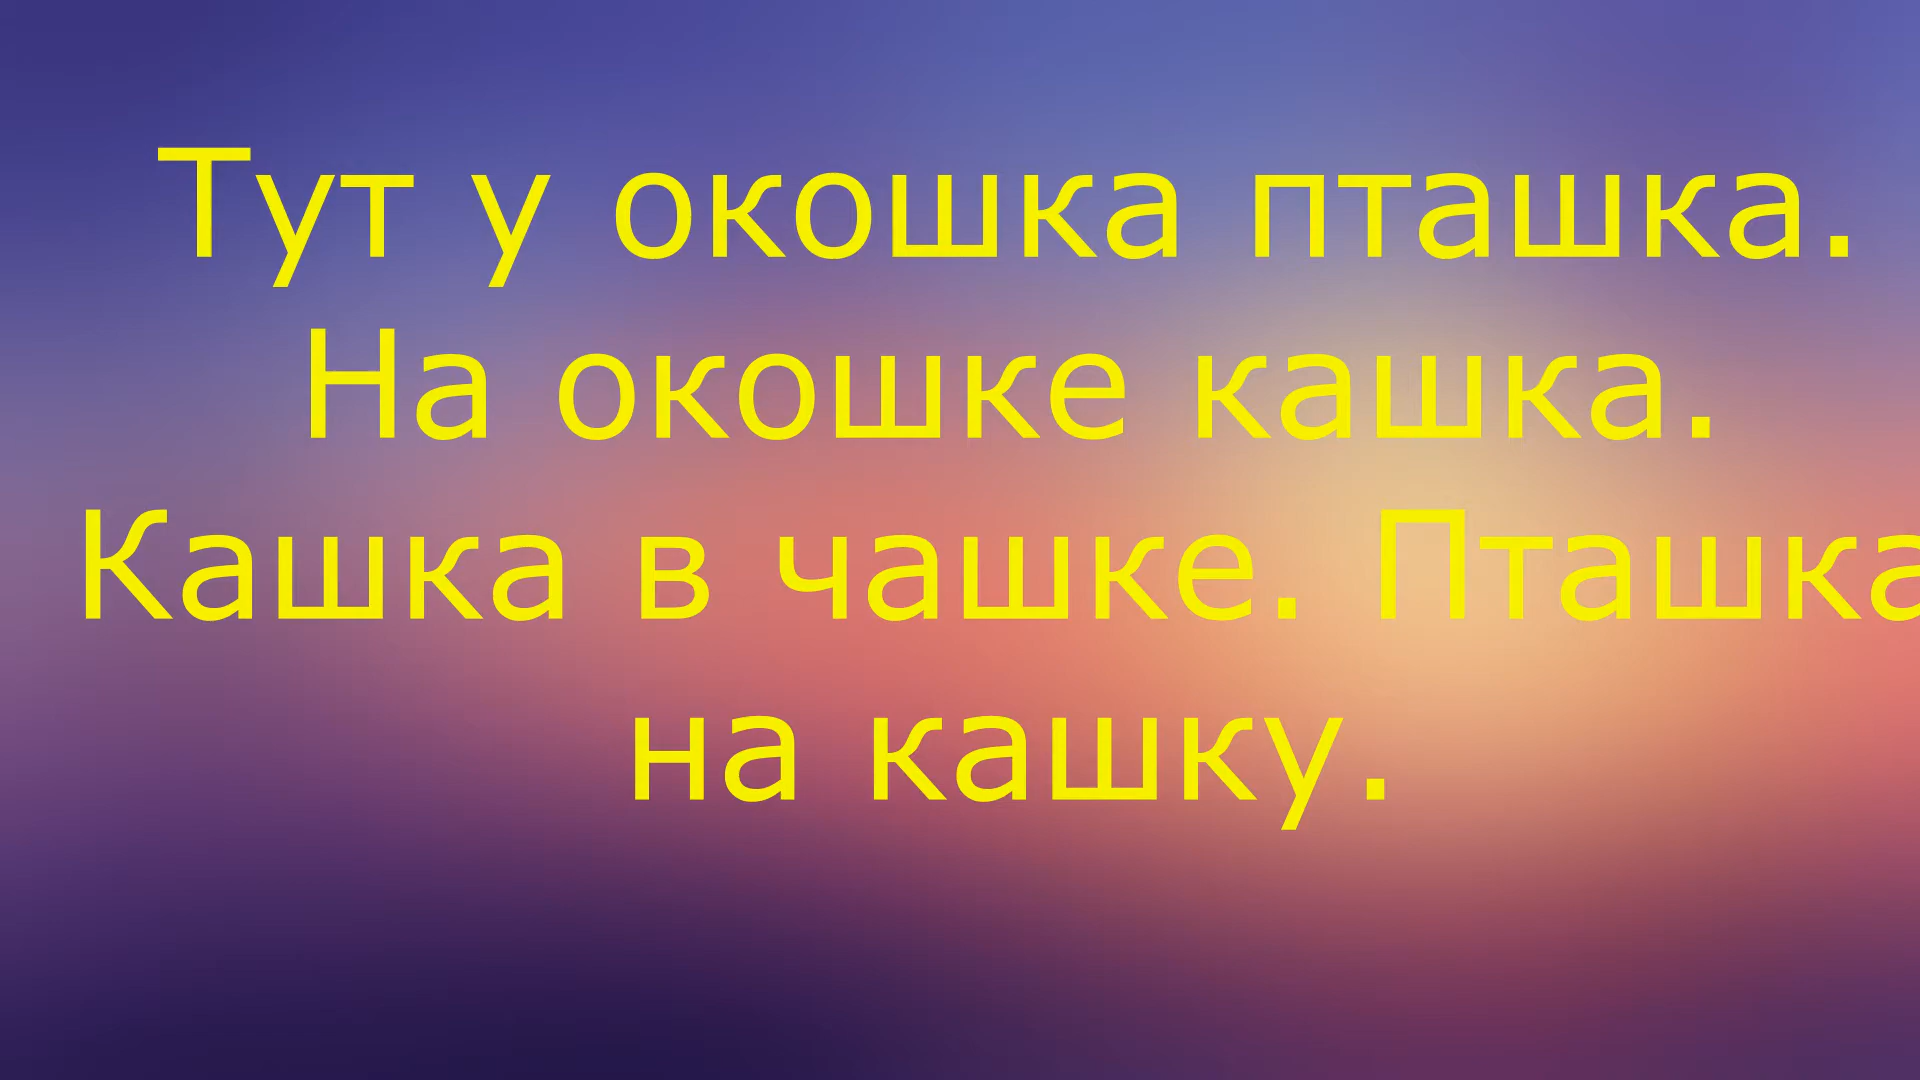 Тут у окошка пташка.
На окошке кашка.
Кашка в чашке. Пташка
на кашку.